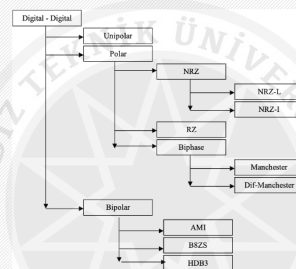 Digital - Digital
Unipolar
Polar
NRZ
NRZ-L
NRZ-I
RZ
Biphase
Manchester
Dif-Manchester
Bipolar
AMI
B8ZS
HDB3